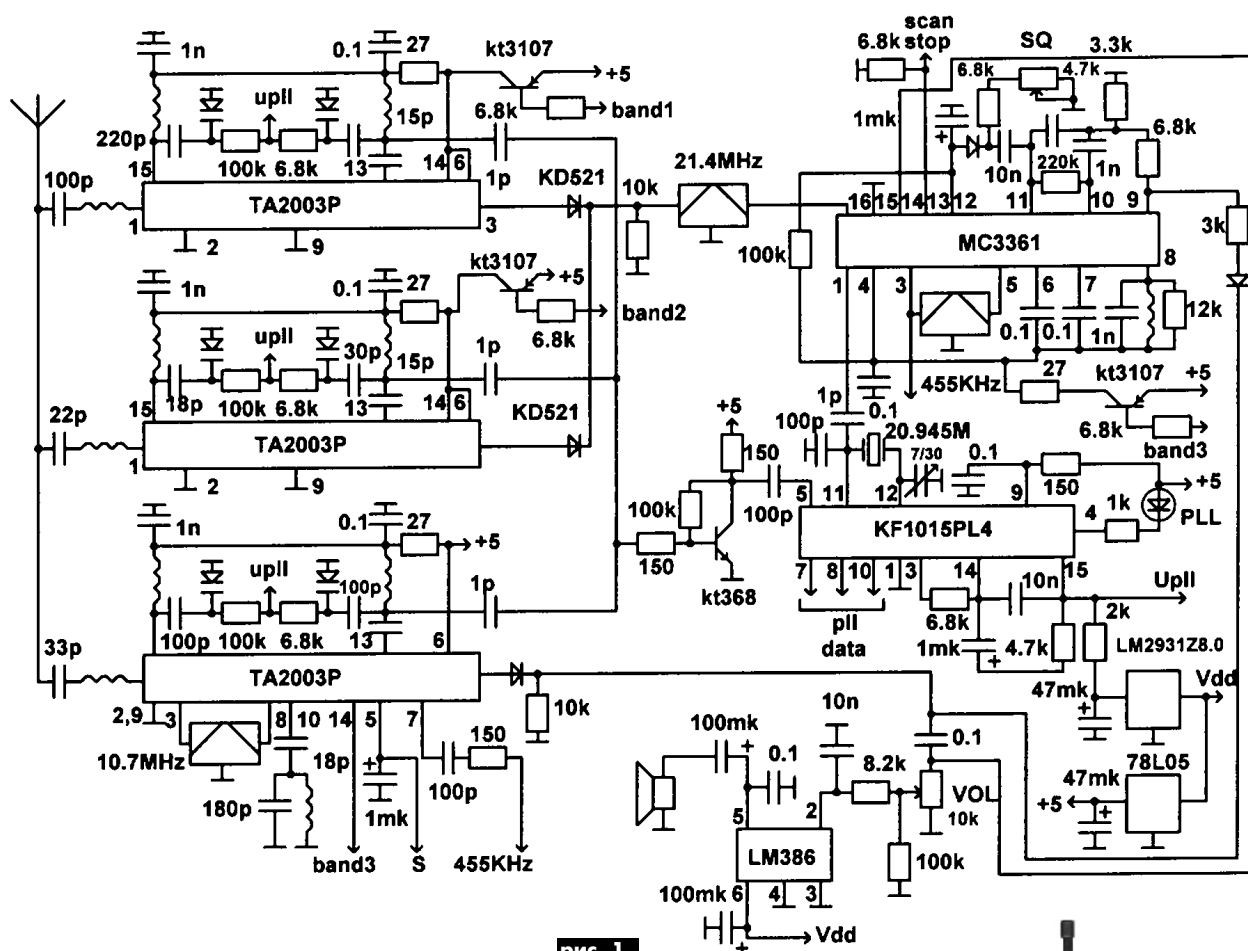 1n
0.1
27
kt3107
+5
band1
6.8k
220p
upll
15p
100k
6.8k
13
14
6
1p
15
100p
1
TA2003P
2
9
3
KD521
10k
21.4MHz
scan
stop
6.8k
SQ
3.3k
6.8k
4.7k
1mk
6.8k
10n
220k
1n
16
15
14
13
12
11
10
9
3k
100k
MC3361
1
4
3
5
6
7
8
0.1
0.1
1n
12k
455KHz
27
kt3107
+5
6.8k
band3
1n
0.1
27
kt3107
+5
band2
6.8k
upll
30p
15p
1p
18p
100k
6.8k
13
14
6
15
22p
1
TA2003P
KD521
2
9
+5
150
100k
100p
150
kt368
1p
0.1
100p
20.945M
7/30
0.1
150
+5
5
11
12
9
4
1k
PLL
KF1015PL4
7
8
10
1
3
14
15
pll
data
6.8k
10n
1mk
4.7k
Upll
2k
LM2931Z8.0
Vdd
47mk
78L05
47mk
+5
1n
0.1
27
+5
upll
100p
1p
100p
100k
6.8k
13
6
33p
TA2003P
2,9
3
8
10
14
5
7
10.7MHz
18p
180p
1mk
100p
150
10k
band3
S
455KHz
100mk
0.1
10n
8.2k
0.1
VOL
10k
5
2
LM386
100k
100mk
6
4
3
Vdd
рис. 1